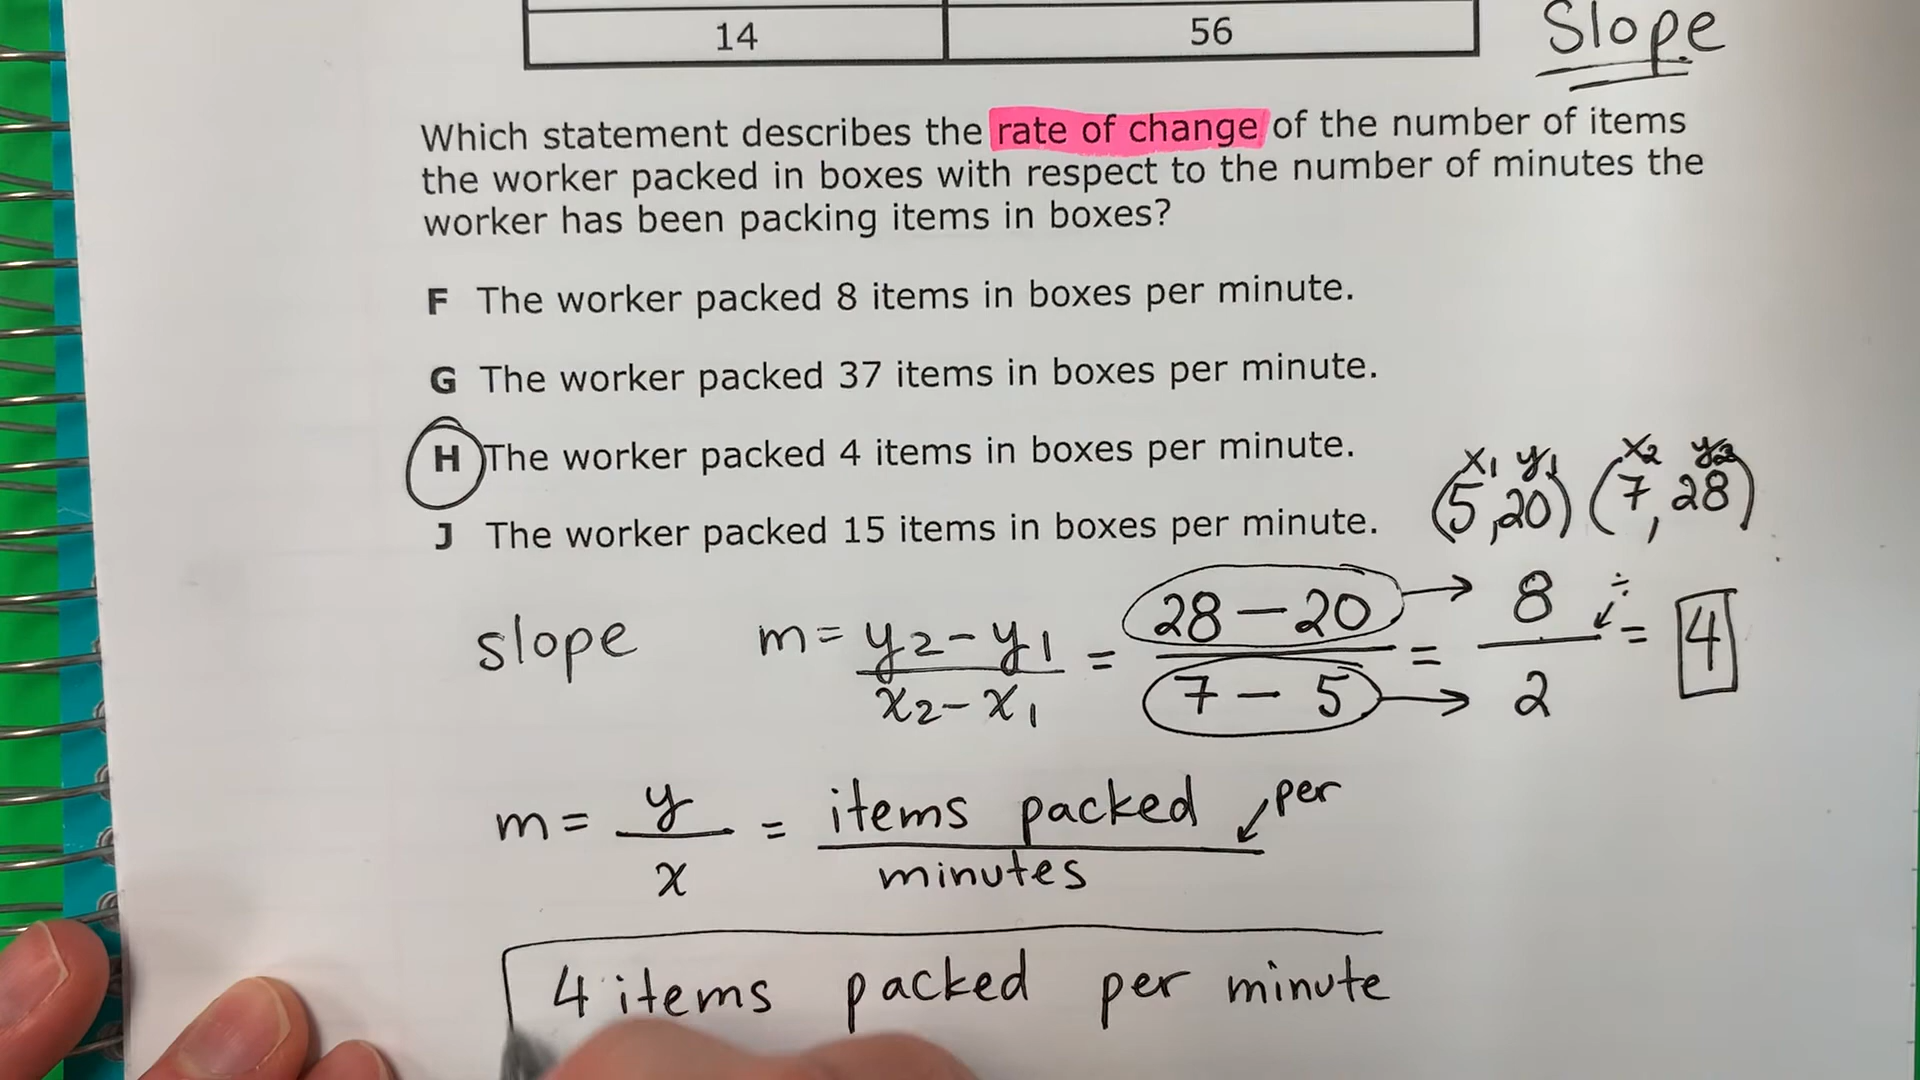 14 56
Slope
Which statement describes the rate of change of the number of items
the worker packed in boxes with respect to the number of minutes the
worker has been packing items in boxes?
F The worker packed 8 items in boxes per minute.
G The worker packed 37 items in boxes per minute.
H The worker packed 4 items in boxes per minute.
J The worker packed 15 items in boxes per minute.
x₁ y₁ x₂ y₂
(5,20) (7,28)
slope m = y₂-y₁ / x₂-x₁ = 28-20 / 7-5 = 8 / 2 ÷ = 4
m = y / x = items packed / minutes per
4 items packed per minute